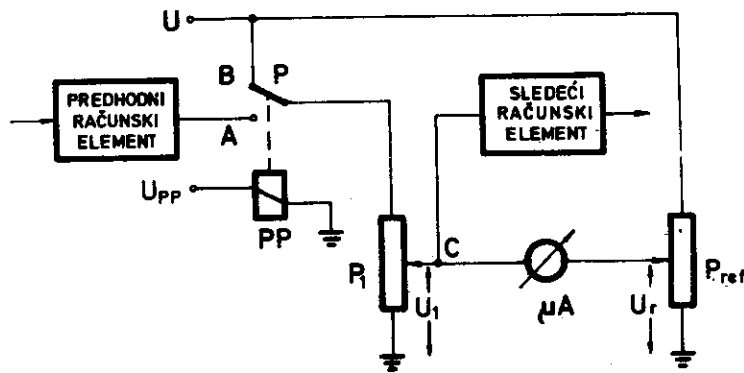 U
B P
PREDHODNI
RAČUNSKI
ELEMENT
A
SLEDEĆI
RAČUNSKI
ELEMENT
U_PP
PP
P_1
C
U_1
μA
U_r
P_ref